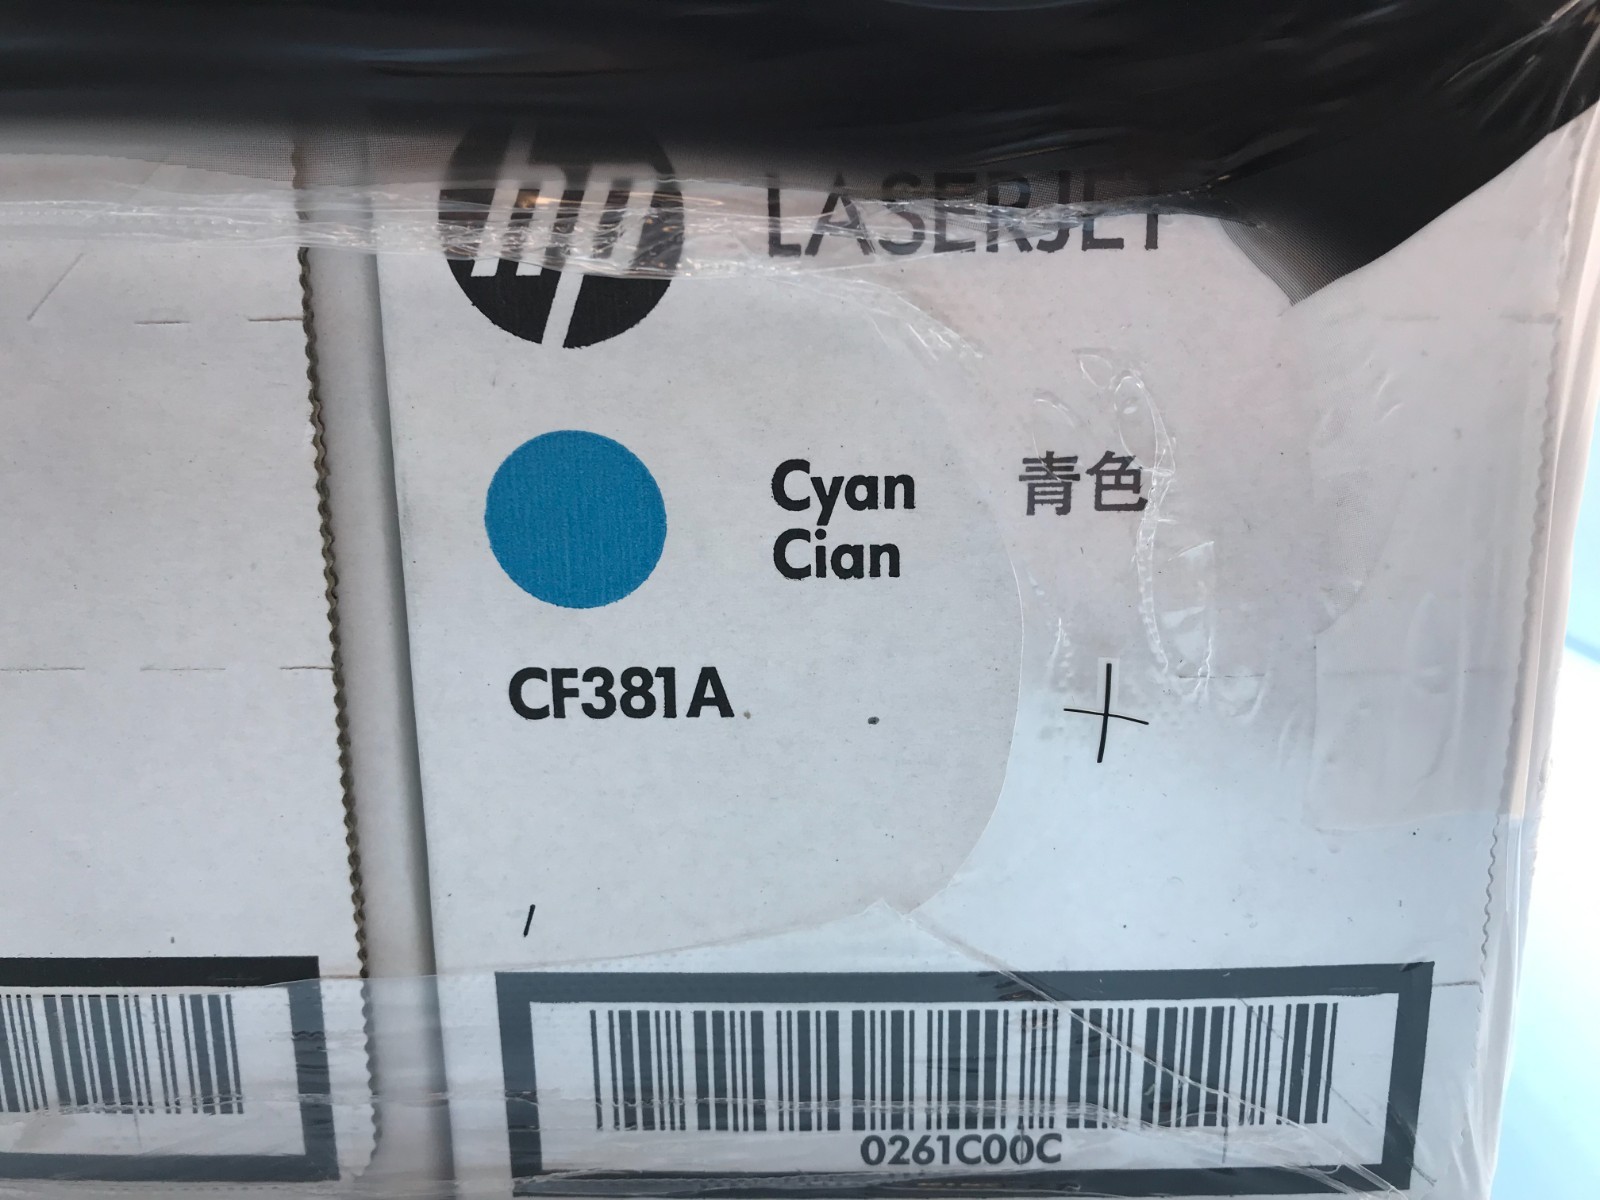 hp LASERJET
Cyan 青色
Cian
CF381A
0261C00C